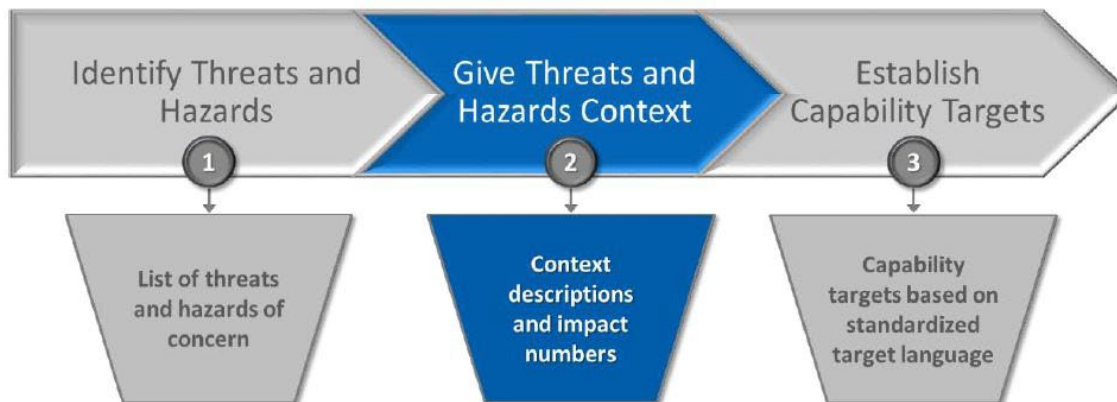 Identify Threats and
Hazards
1
Give Threats and
Hazards Context
2
Establish
Capability Targets
3
List of threats
and hazards of
concern
Context
descriptions
and impact
numbers
Capability
targets based on
standardized
target language